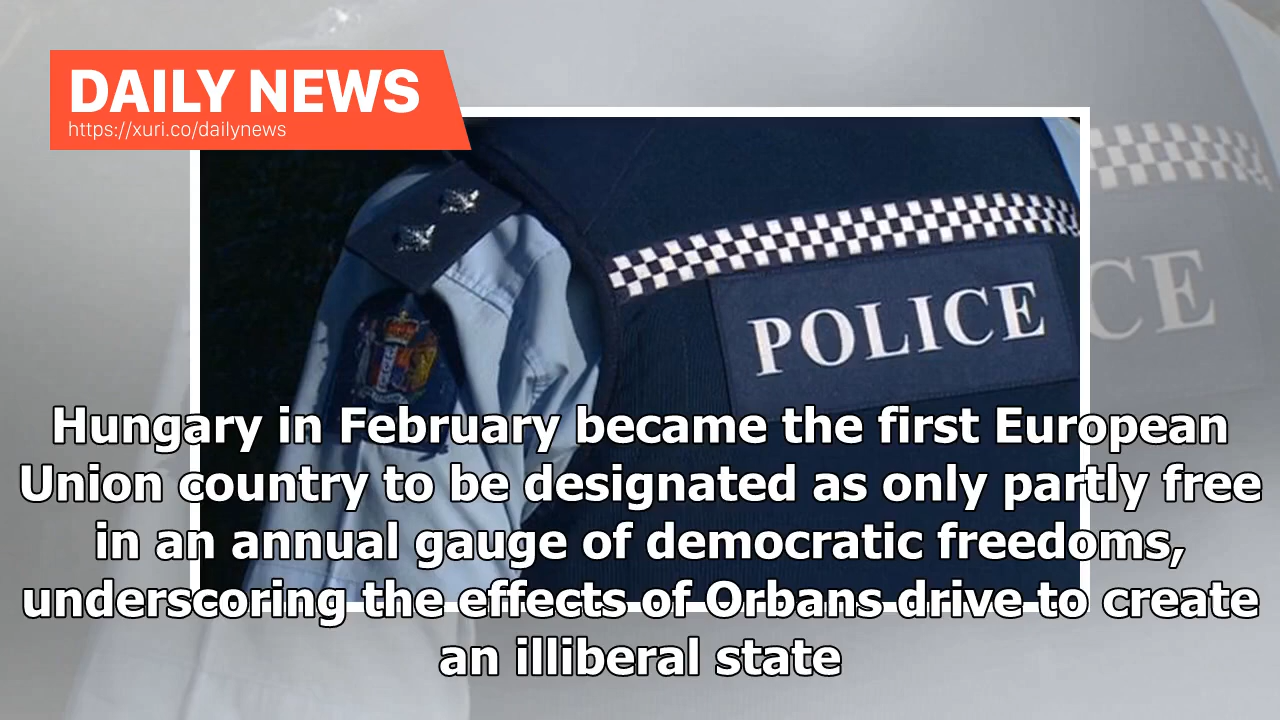 DAILY NEWS
https://xuri.co/dailynews
POLICE
CE
Hungary in February became the first European
Union country to be designated as only partly free
in an annual gauge of democratic freedoms,
underscoring the effects of Orbans drive to create
an illiberal state